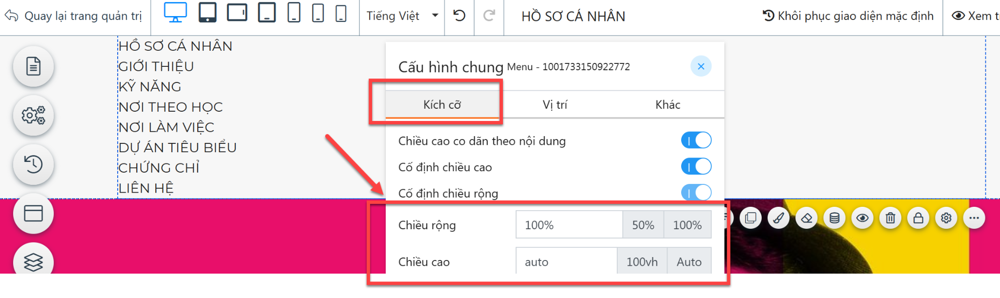 Quay lại trang quản trị
Tiếng Việt
HỒ SƠ CÁ NHÂN
Khôi phục giao diện mặc định
Xem
HỒ SƠ CÁ NHÂN
GIỚI THIỆU
KỸ NĂNG
NƠI THEO HỌC
NƠI LÀM VIỆC
DỰ ÁN TIÊU BIỂU
CHỨNG CHỈ
LIÊN HỆ
Cấu hình chung Menu - 1001733150922772
Kích cỡ Vị trí Khác
Chiều cao co dãn theo nội dung
Cố định chiều cao
Cố định chiều rộng
Chiều rộng 100% 50% 100%
Chiều cao auto 100vh Auto